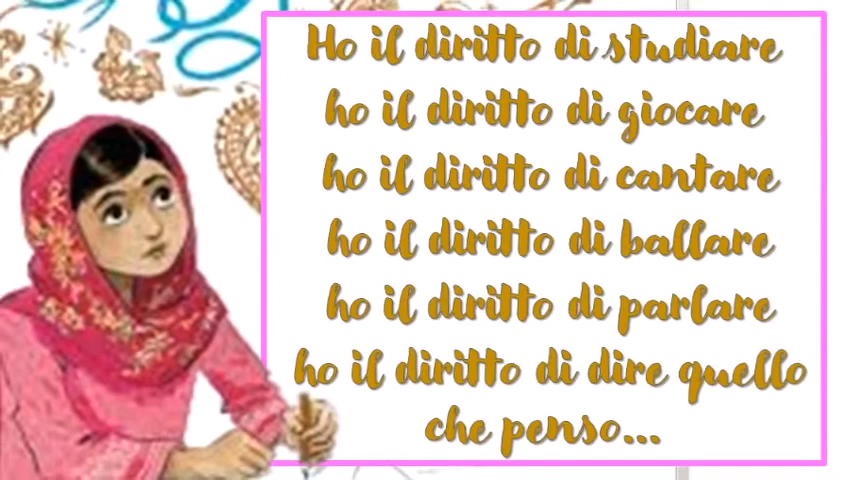 Ho il diritto di studiare
ho il diritto di giocare
ho il diritto di cantare
ho il diritto di ballare
ho il diritto di parlare
ho il diritto di dire quello
che penso...